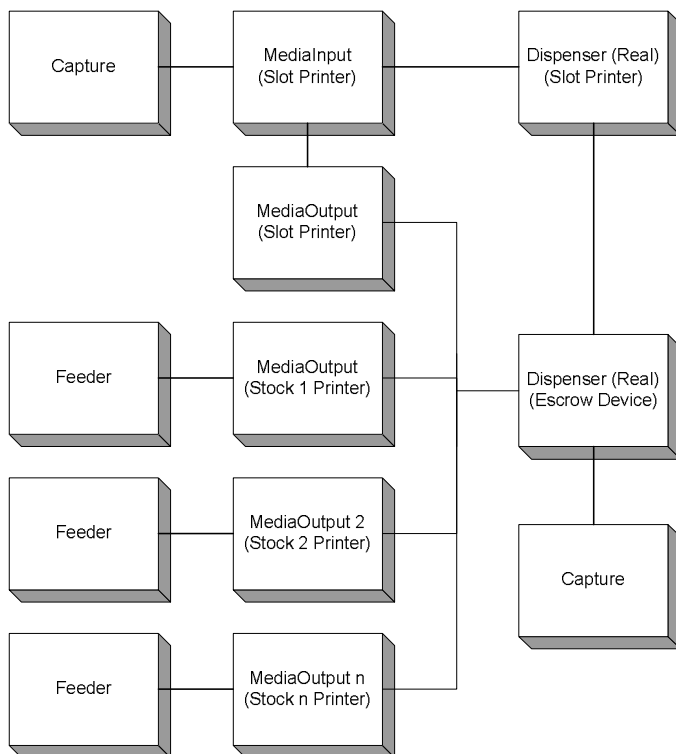 Capture
MediaInput
(Slot Printer)
Dispenser (Real)
(Slot Printer)
MediaOutput
(Slot Printer)
Feeder
MediaOutput
(Stock 1 Printer)
Dispenser (Real)
(Escrow Device)
Feeder
MediaOutput 2
(Stock 2 Printer)
Capture
Feeder
MediaOutput n
(Stock n Printer)